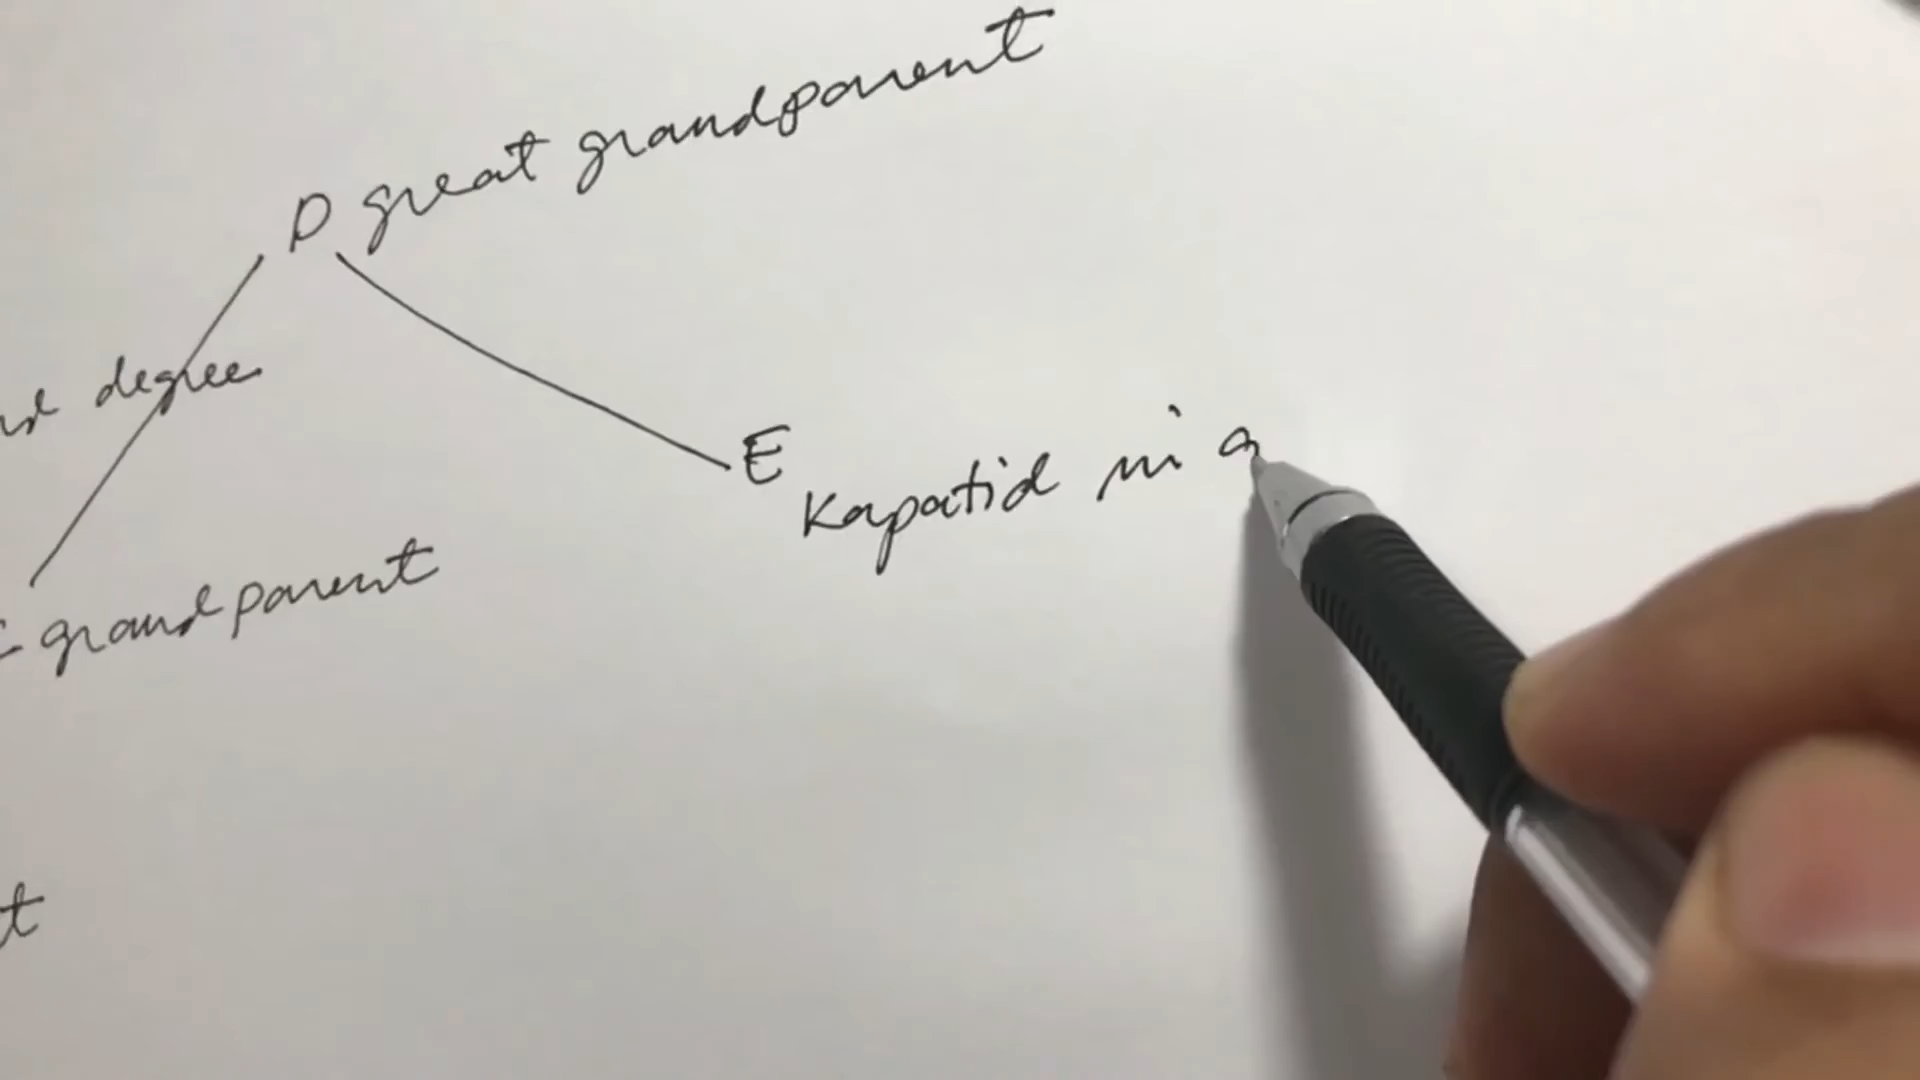 D great grandparent
degree
grandparent
E
Kapatid ni